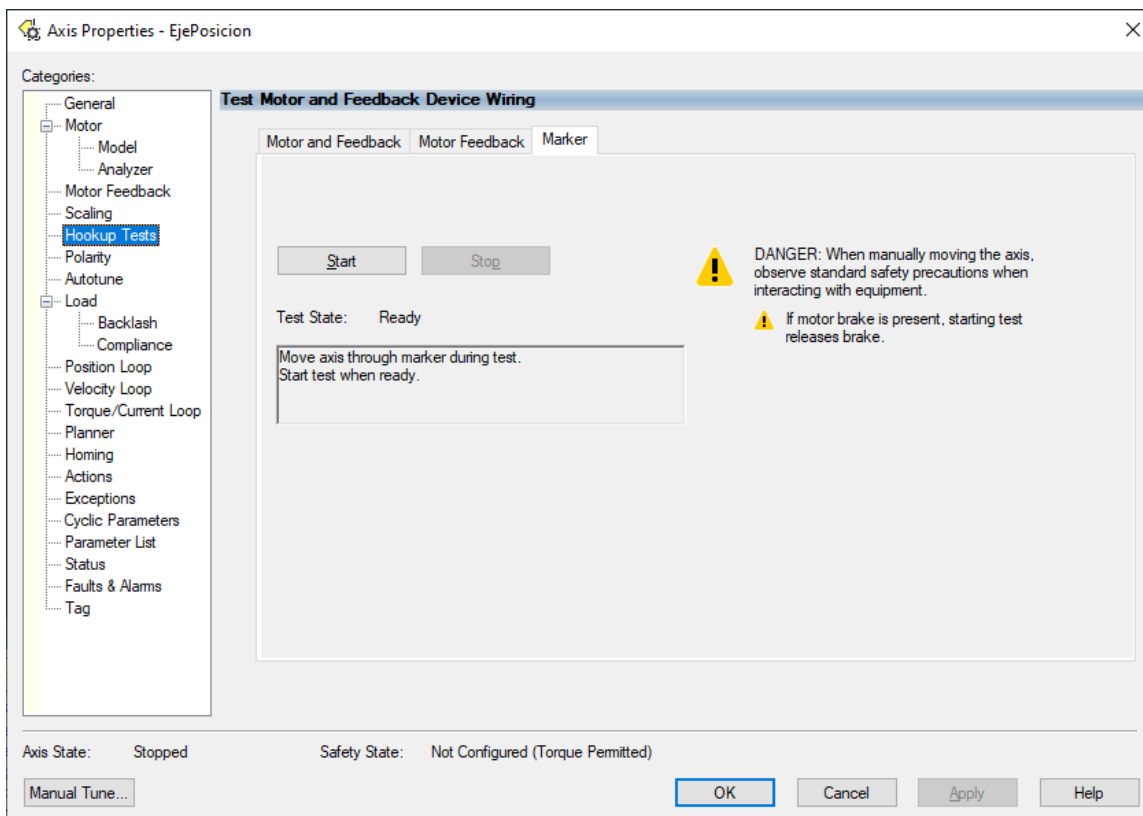 Axis Properties - EjePosicion
Categories:
General
Motor
Model
Analyzer
Motor Feedback
Scaling
Hookup Tests
Polarity
Autotune
Load
Backlash
Compliance
Position Loop
Velocity Loop
Torque/Current Loop
Planner
Homing
Actions
Exceptions
Cyclic Parameters
Parameter List
Status
Faults & Alarms
Tag
Test Motor and Feedback Device Wiring
Motor and Feedback Motor Feedback Marker
Start Stop
Test State: Ready
Move axis through marker during test.
Start test when ready.
DANGER: When manually moving the axis,
observe standard safety precautions when
interacting with equipment.
If motor brake is present, starting test
releases brake.
Axis State: Stopped Safety State: Not Configured (Torque Permitted)
Manual Tune... OK Cancel Apply Help